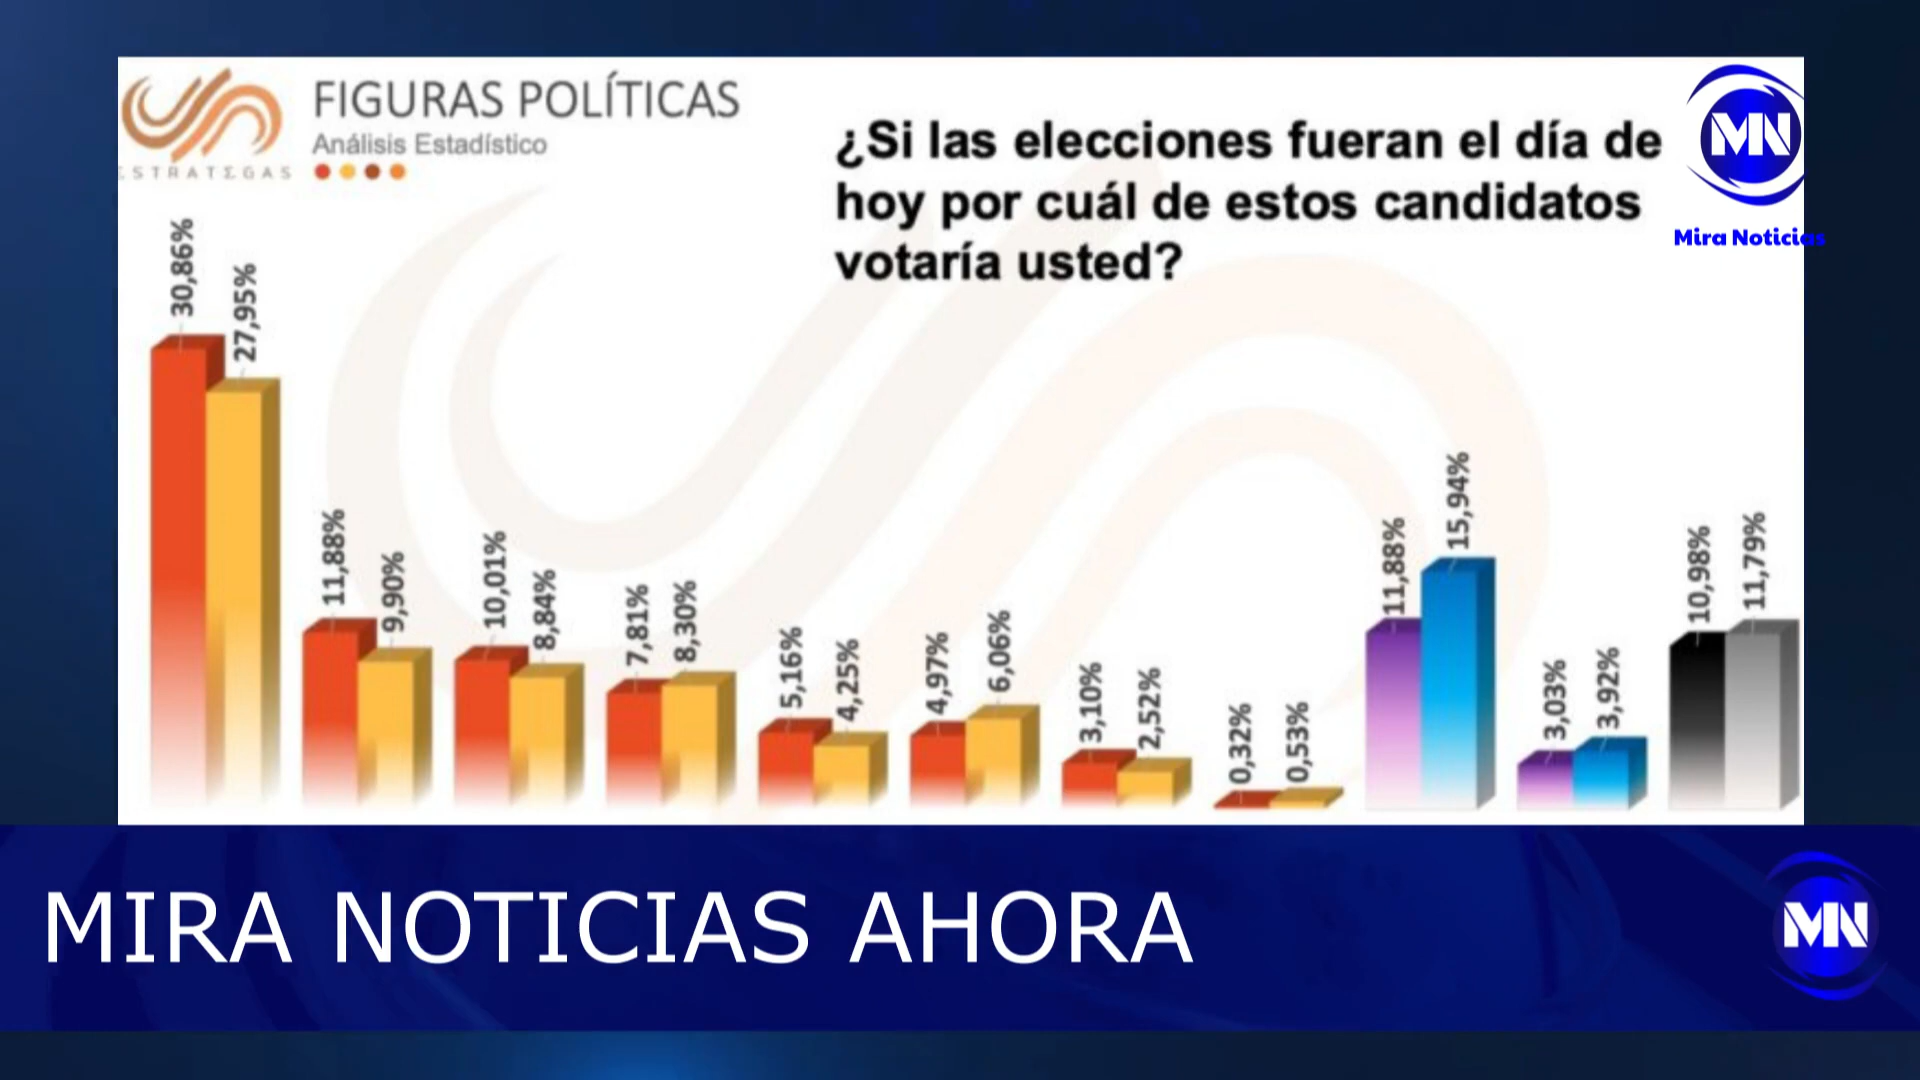 FIGURAS POLÍTICAS
Análisis Estadístico
ESTRATΣGAS
¿Si las elecciones fueran el día de
hoy por cuál de estos candidatos
votaría usted?
MN
Mira Noticias
30,86%
27,95%
11,88%
9,90%
10,01%
8,84%
7,81%
8,30%
5,16%
4,25%
4,97%
6,06%
3,10%
2,52%
0,32%
0,53%
11,88%
15,94%
3,03%
3,92%
10,98%
11,79%
MIRA NOTICIAS AHORA
MN